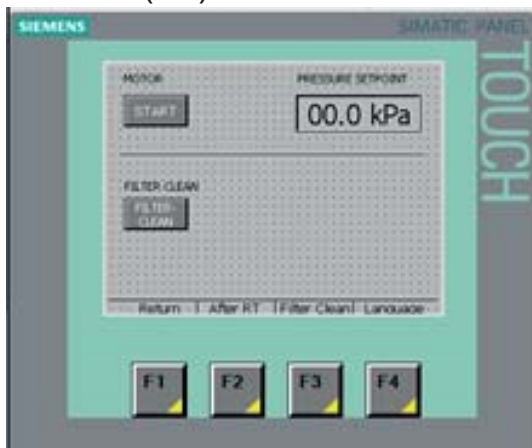 SIEMENS
SIMATIC PANEL
TOUCH
MOTOR
PRESSURE SETPOINT
START
00.0 kPa
FILTER CLEAN
FILTER-
CLEAN
Return | After RT | Filter Clean | Language
F1 F2 F3 F4